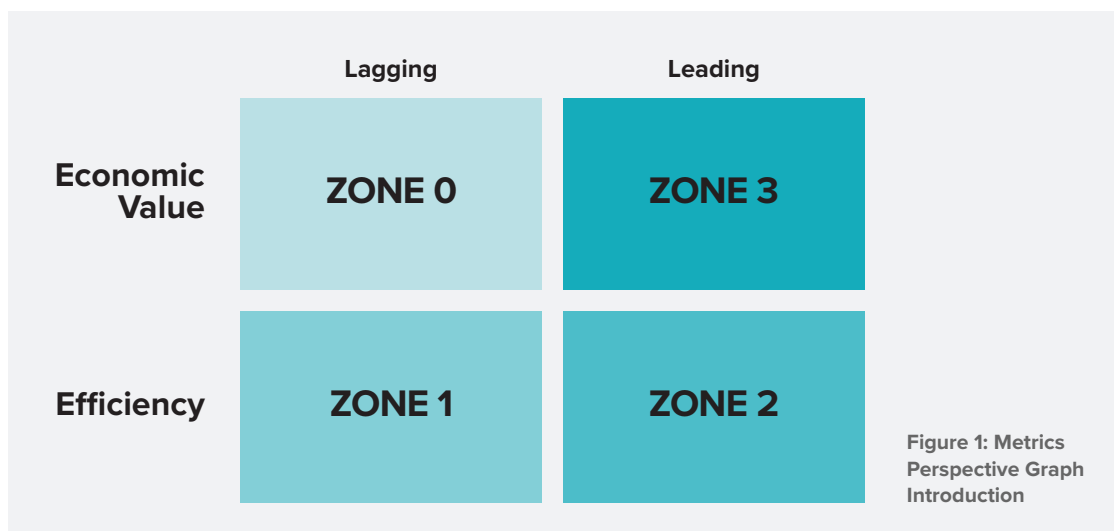 Lagging
Leading
Economic
Value
ZONE 0
ZONE 3
Efficiency
ZONE 1
ZONE 2
Figure 1: Metrics
Perspective Graph
Introduction